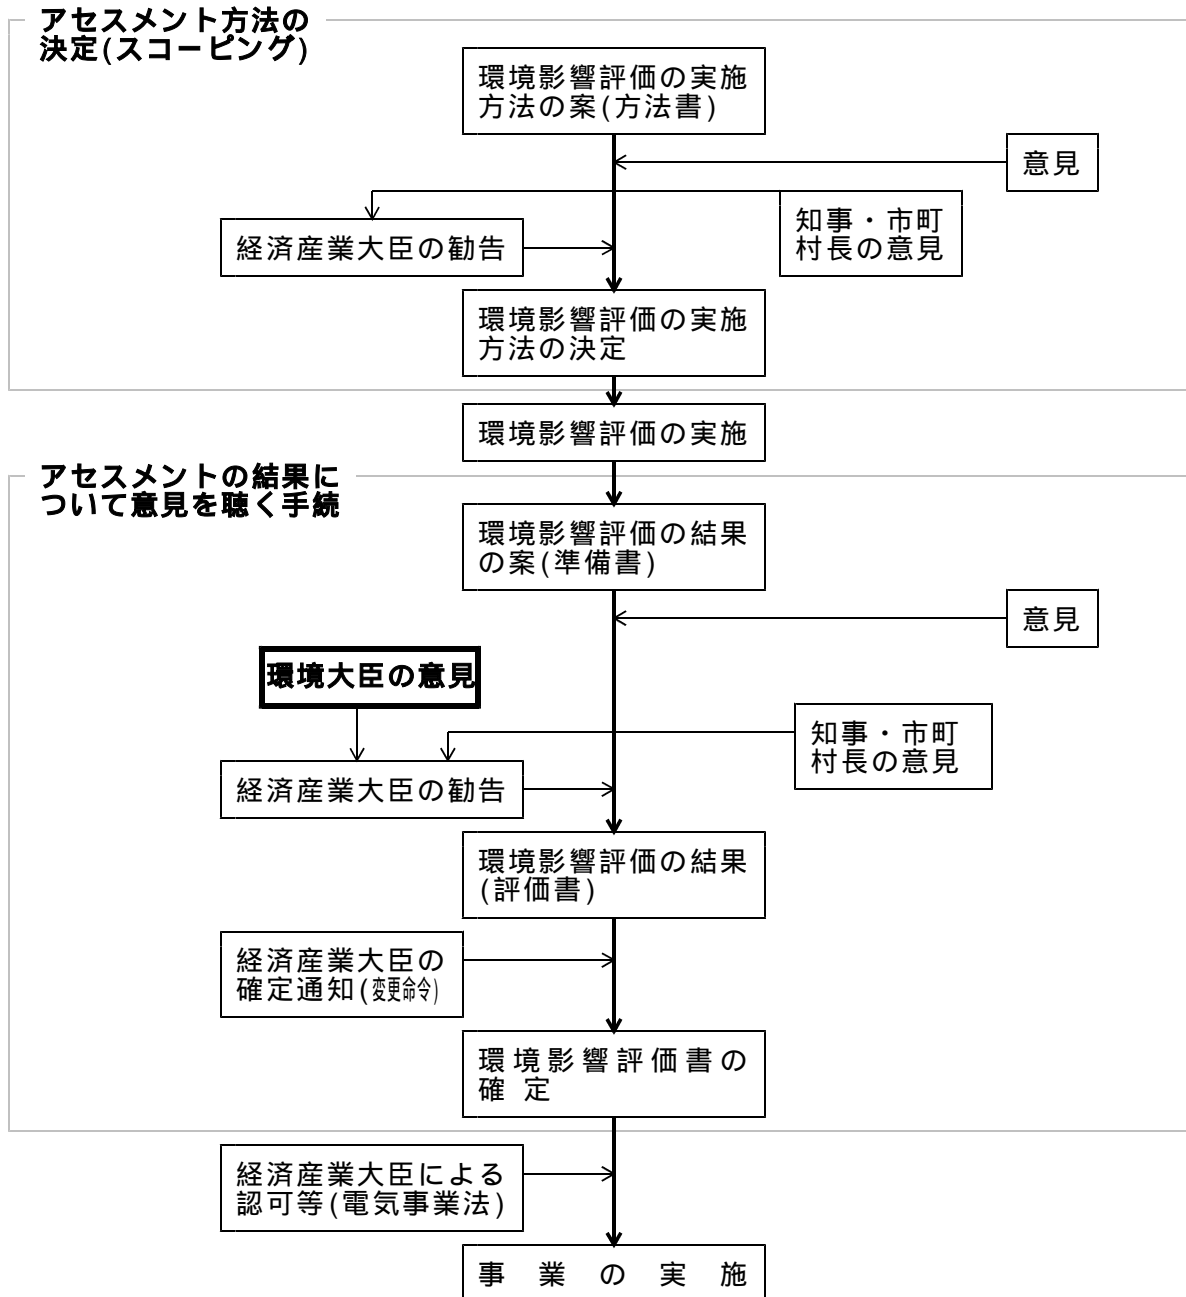 アセスメント方法の
決定(スコーピング)
環境影響評価の実施
方法の案(方法書)
意見
知事・市町
村長の意見
経済産業大臣の勧告
環境影響評価の実施
方法の決定
環境影響評価の実施
アセスメントの結果に
ついて意見を聴く手続
環境影響評価の結果
の案(準備書)
意見
環境大臣の意見
知事・市町
村長の意見
経済産業大臣の勧告
環境影響評価の結果
(評価書)
経済産業大臣の
確定通知(変更命令)
環境影響評価書の
確 定
経済産業大臣による
認可等(電気事業法)
事 業 の 実 施